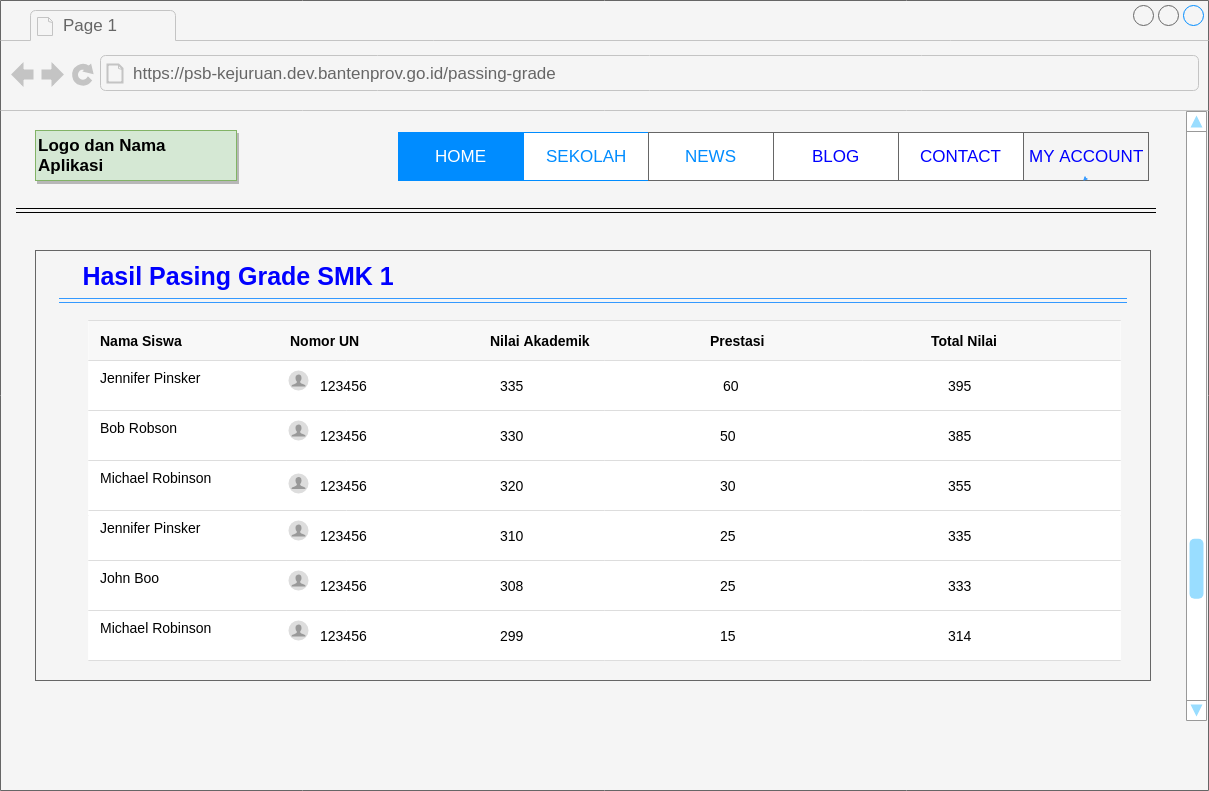 Page 1
https://psb-kejuruan.dev.bantenprov.go.id/passing-grade
Logo dan Nama
Aplikasi
HOME SEKOLAH NEWS BLOG CONTACT MY ACCOUNT
Hasil Pasing Grade SMK 1
Nama Siswa Nomor UN Nilai Akademik Prestasi Total Nilai
Jennifer Pinsker 123456 335 60 395
Bob Robson 123456 330 50 385
Michael Robinson 123456 320 30 355
Jennifer Pinsker 123456 310 25 335
John Boo 123456 308 25 333
Michael Robinson 123456 299 15 314